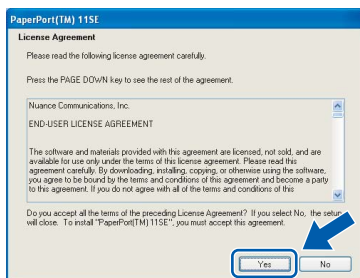 PaperPort(TM) 11SE
License Agreement
Please read the following license agreement carefully.
Press the PAGE DOWN key to see the rest of the agreement.
Nuance Communications, Inc.
END-USER LICENSE AGREEMENT
The software and materials provided with this agreement are licensed, not sold, and are
available for use only under the terms of this license agreement. Please read this
agreement carefully. By downloading, installing, copying, or otherwise using the software,
you agree to be bound by the terms and conditions of this agreement and become a party
to this agreement. If you do not agree with all of the terms and conditions of this
Do you accept all the terms of the preceding License Agreement? If you select No, the setup
will close. To install "PaperPort(TM) 11SE", you must accept this agreement.
Yes
No